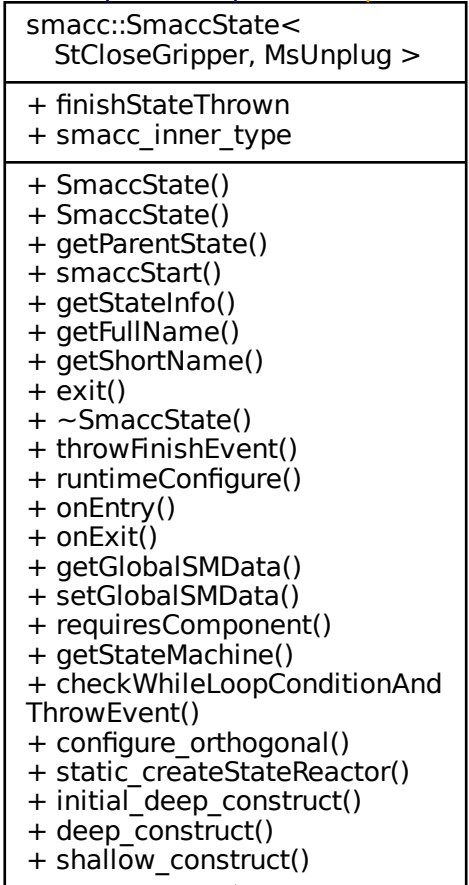 smacc::SmaccState<
StCloseGripper, MsUnplug >
+ finishStateThrown
+ smacc_inner_type
+ SmaccState()
+ SmaccState()
+ getParentState()
+ smaccStart()
+ getStateInfo()
+ getFullName()
+ getShortName()
+ exit()
+ ~SmaccState()
+ throwFinishEvent()
+ runtimeConfigure()
+ onEntry()
+ onExit()
+ getGlobalSMData()
+ setGlobalSMData()
+ requiresComponent()
+ getStateMachine()
+ checkWhileLoopConditionAnd
ThrowEvent()
+ configure_orthogonal()
+ static_createStateReactor()
+ initial_deep_construct()
+ deep_construct()
+ shallow_construct()